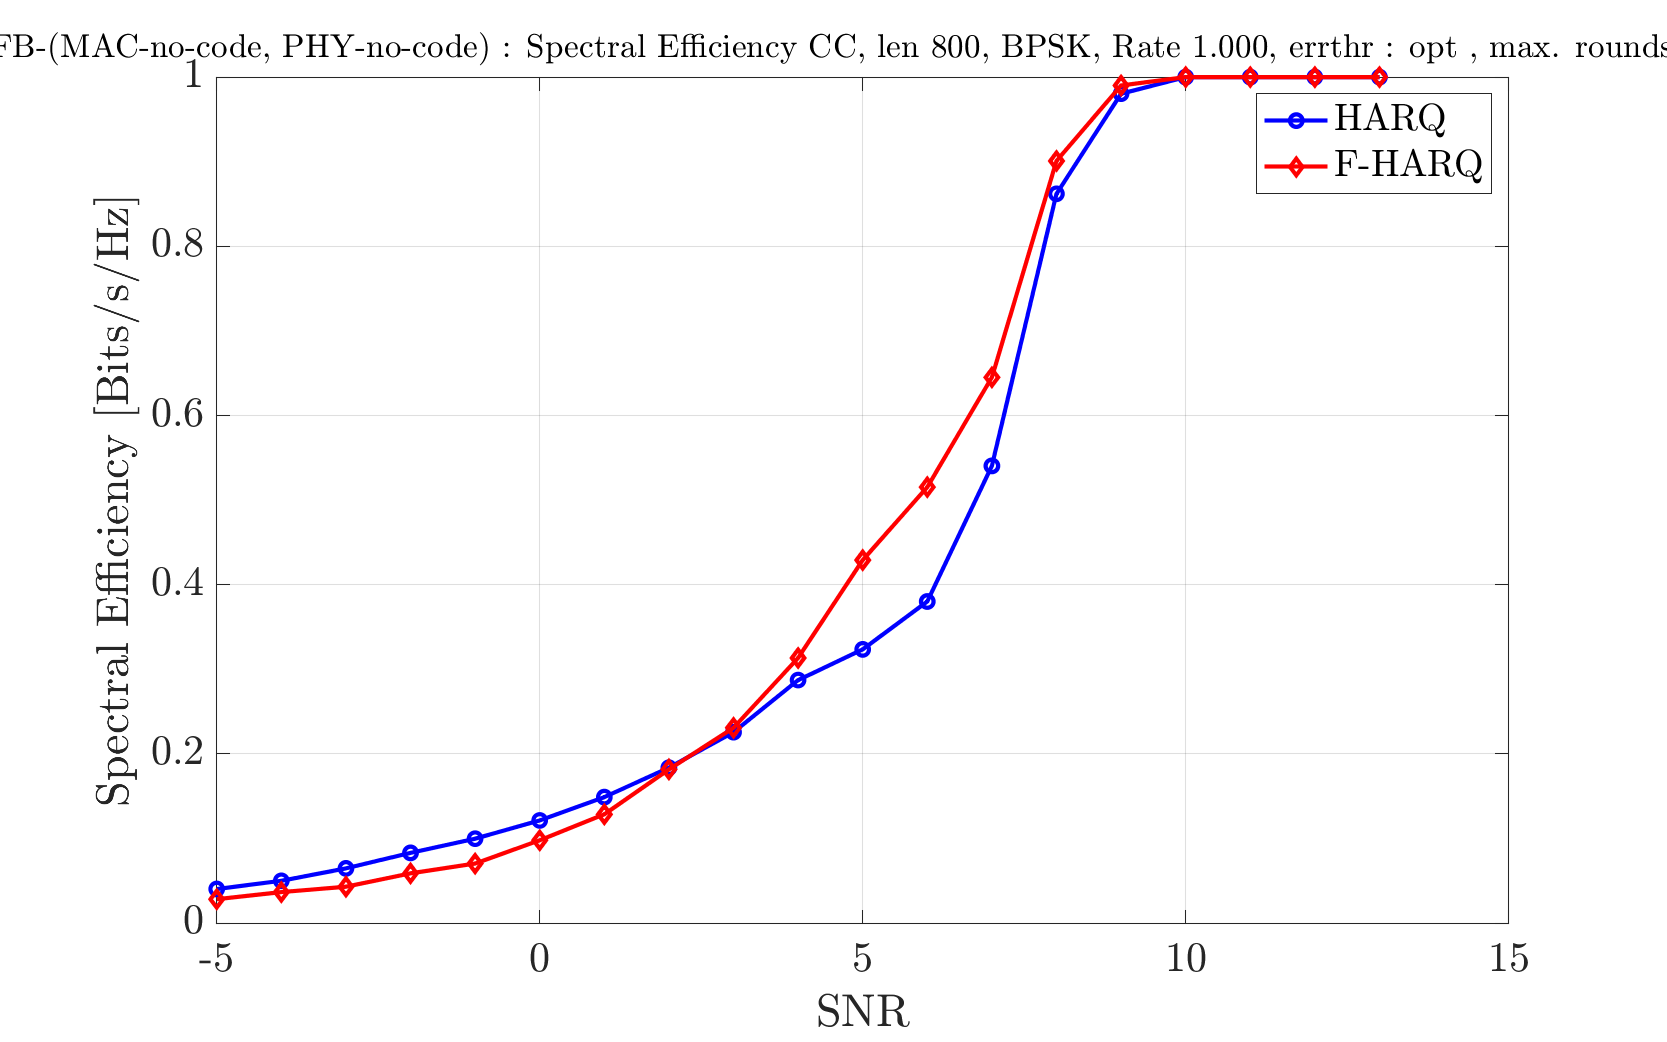 FB-(MAC-no-code, PHY-no-code) : Spectral Efficiency CC, len 800, BPSK, Rate 1.000, errthr : opt , max. rounds
HARQ
F-HARQ
Spectral Efficiency [Bits/s/Hz]
1
0.8
0.6
0.4
0.2
0
-5 0 5 10 15
SNR